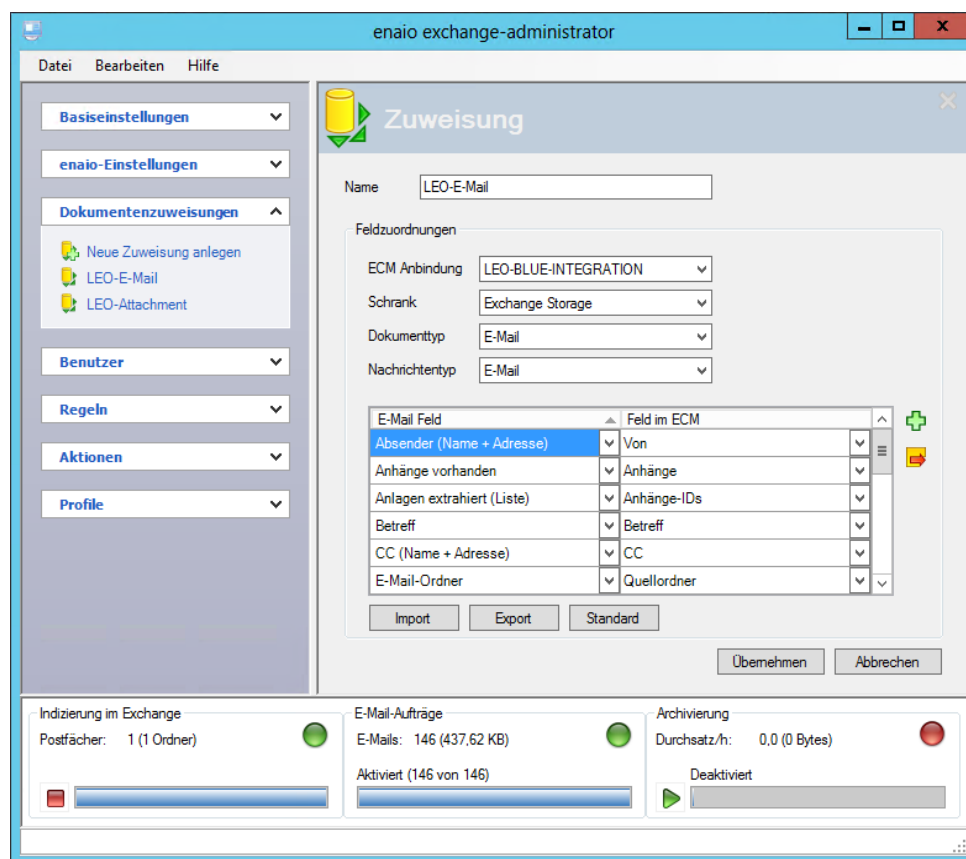 enaio exchange-administrator
Datei Bearbeiten Hilfe
Basiseinstellungen
enaio-Einstellungen
Dokumentenzuweisungen
Neue Zuweisung anlegen
LEO-E-Mail
LEO-Attachment
Benutzer
Regeln
Aktionen
Profile
Zuweisung
Name LEO-E-Mail
Feldzuordnungen
ECM Anbindung LEO-BLUE-INTEGRATION
Schrank Exchange Storage
Dokumenttyp E-Mail
Nachrichtentyp E-Mail
E-Mail Feld Feld im ECM
Absender (Name + Adresse) Von
Anhänge vorhanden Anhänge
Anlagen extrahiert (Liste) Anhänge-IDs
Betreff Betreff
CC (Name + Adresse) CC
E-Mail-Ordner Quellordner
Import Export Standard
Übernehmen Abbrechen
Indizierung im Exchange
Postfächer: 1 (1 Ordner)
E-Mail-Aufträge
E-Mails: 146 (437,62 KB)
Aktiviert (146 von 146)
Archivierung
Durchsatz/h: 0,0 (0 Bytes)
Deaktiviert